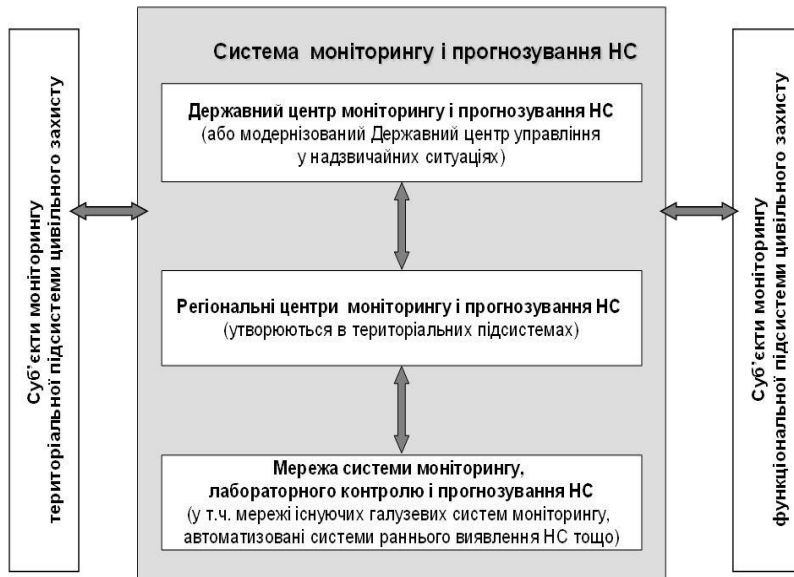 Суб’єкти моніторингу
територіальної підсистеми цивільного захисту
Система моніторингу і прогнозування НС
Державний центр моніторингу і прогнозування НС
(або модернізований Державний центр управління
у надзвичайних ситуаціях)
Регіональні центри моніторингу і прогнозування НС
(утворюються в територіальних підсистемах)
Мережа системи моніторингу,
лабораторного контролю і прогнозування НС
(у т.ч. мережі існуючих галузевих систем моніторингу,
автоматизовані системи раннього виявлення НС тощо)
Суб’єкти моніторингу
функціональної підсистеми цивільного захисту